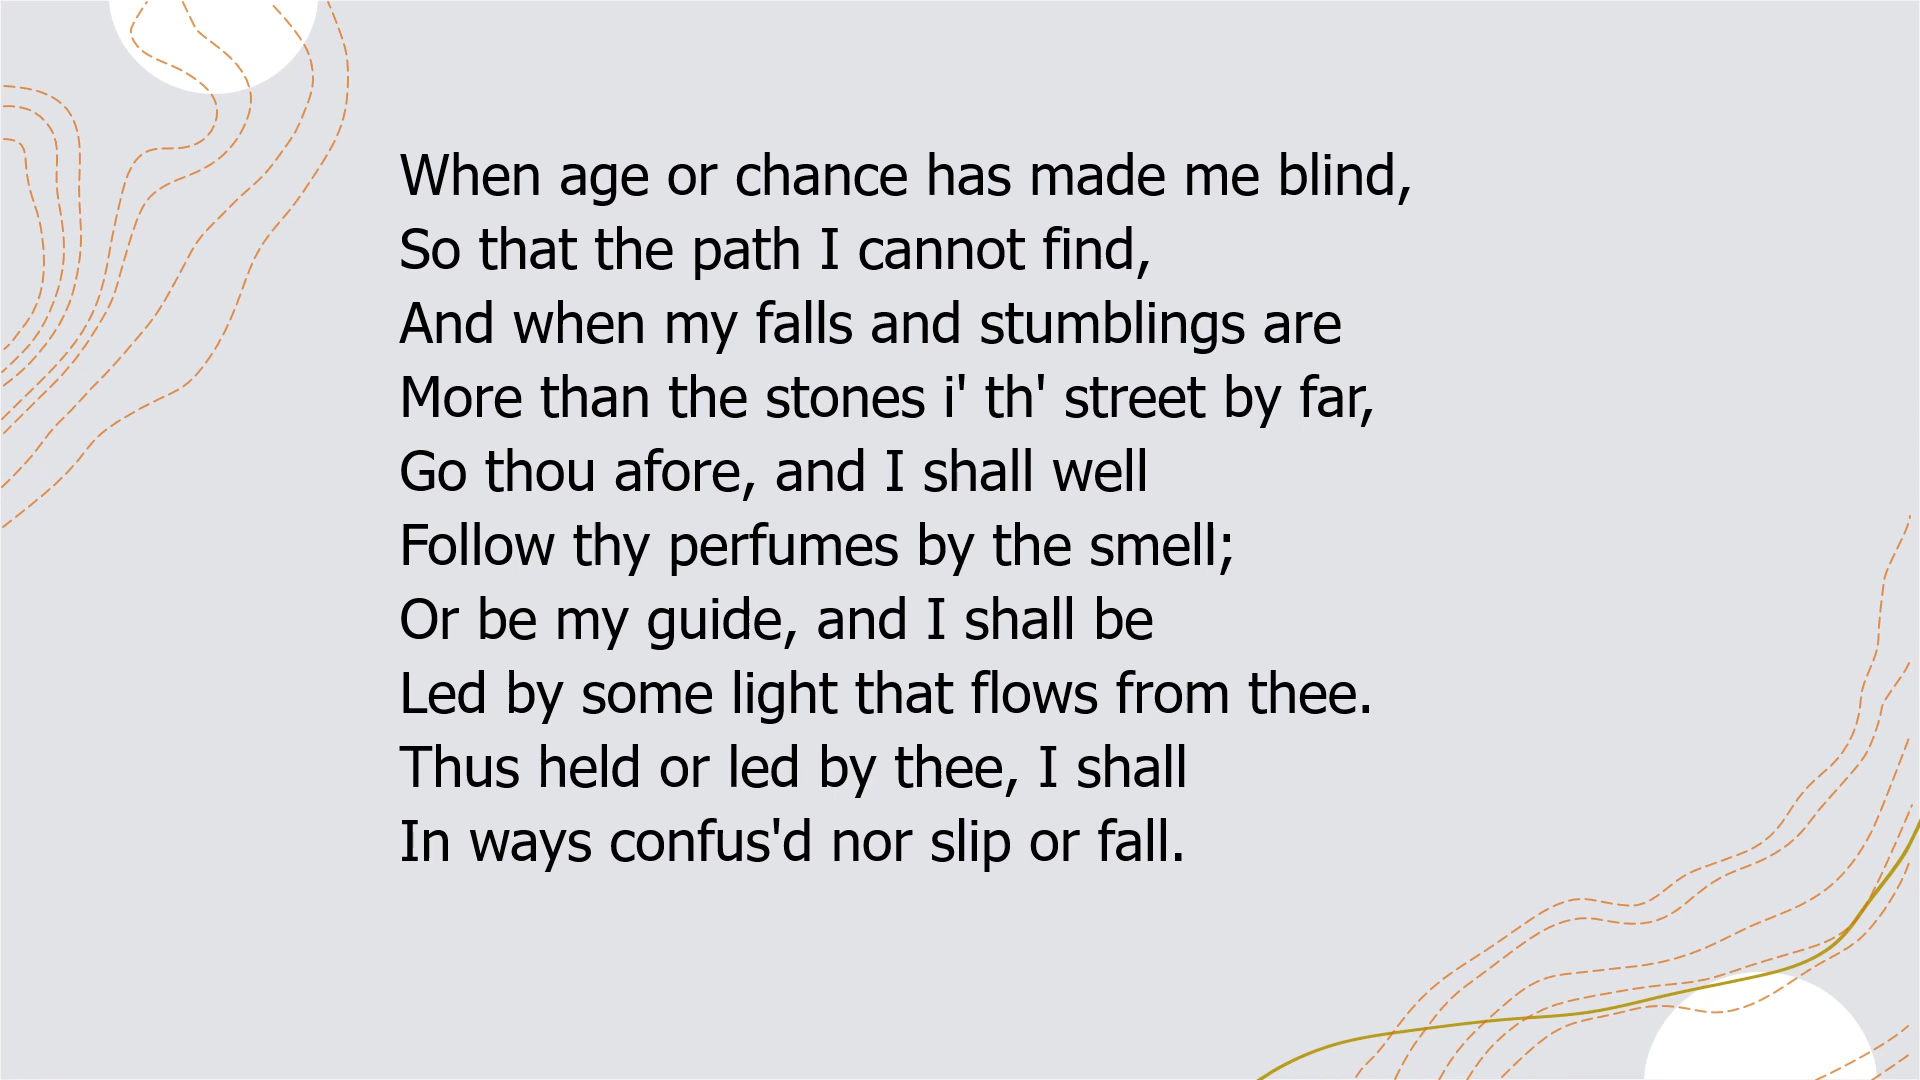 When age or chance has made me blind,
So that the path I cannot find,
And when my falls and stumblings are
More than the stones i' th' street by far,
Go thou afore, and I shall well
Follow thy perfumes by the smell;
Or be my guide, and I shall be
Led by some light that flows from thee.
Thus held or led by thee, I shall
In ways confus'd nor slip or fall.